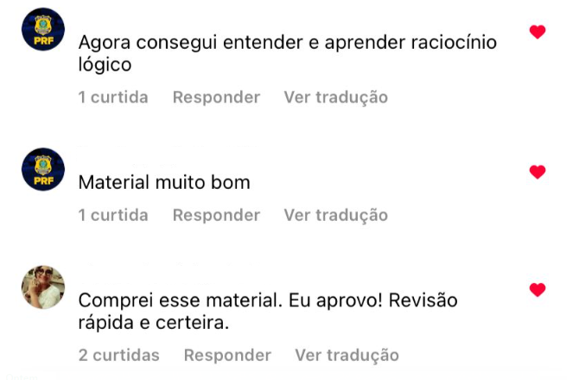 PRF
Agora consegui entender e aprender raciocínio
lógico
1 curtida Responder Ver tradução
PRF
Material muito bom
1 curtida Responder Ver tradução
Comprei esse material. Eu aprovo! Revisão
rápida e certeira.
2 curtidas Responder Ver tradução